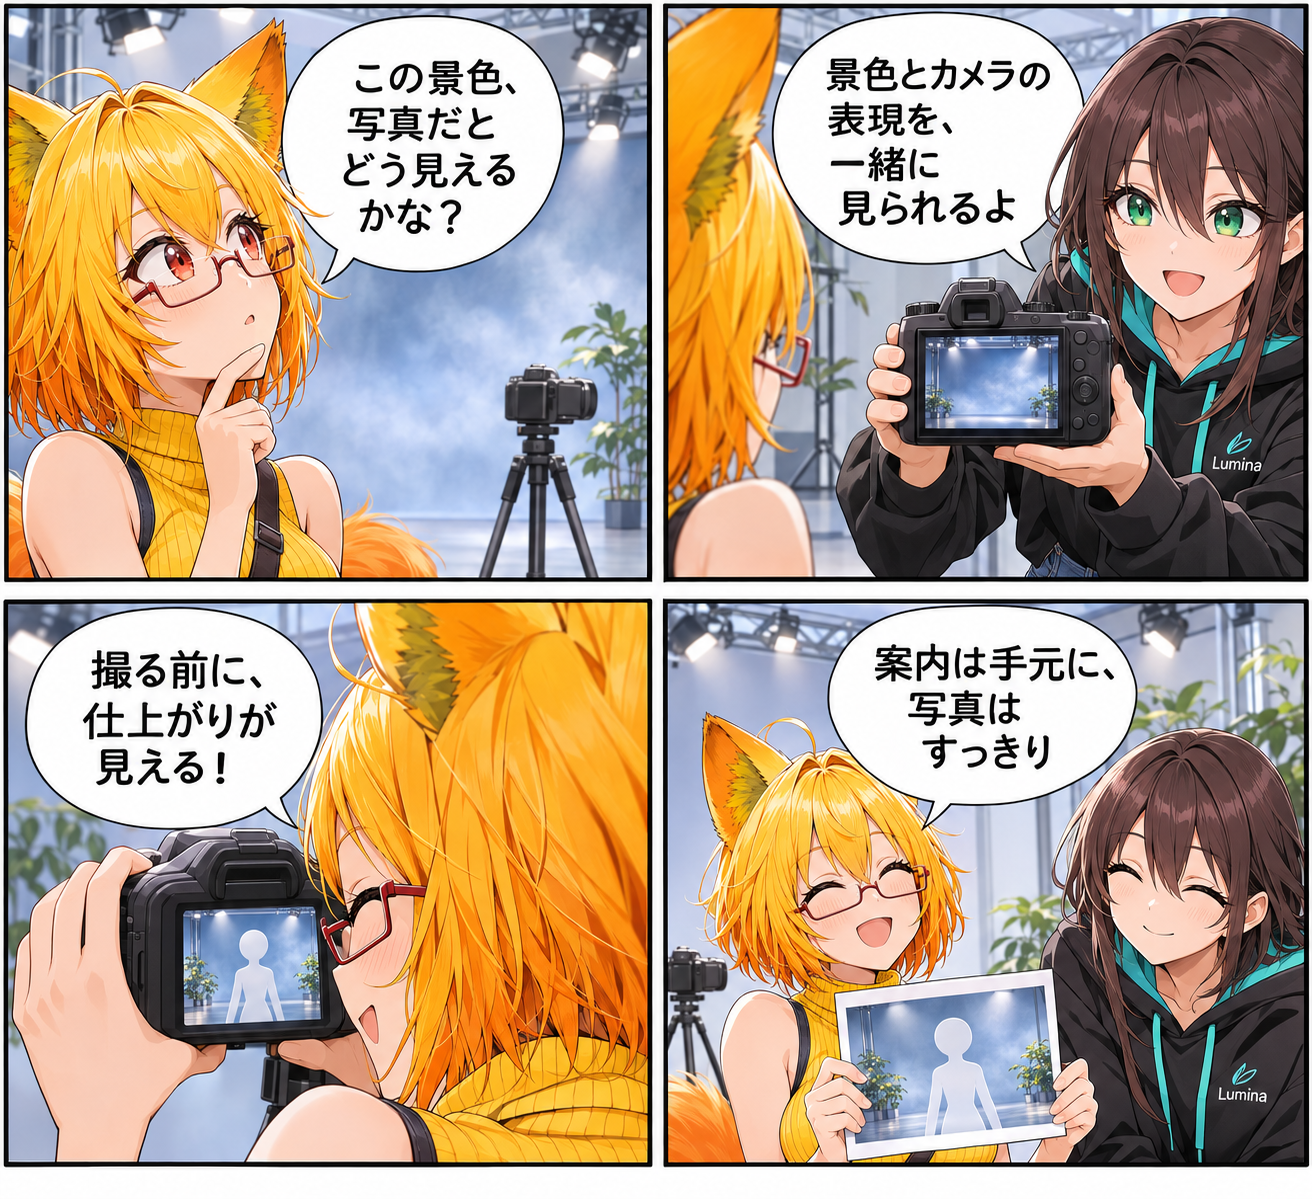 この景色、
写真だと
どう見える
かな？
景色とカメラの
表現を、
一緒に
見られるよ
Lumina
撮る前に、
仕上がりが
見える！
案内は手元に、
写真は
すっきり
Lumina